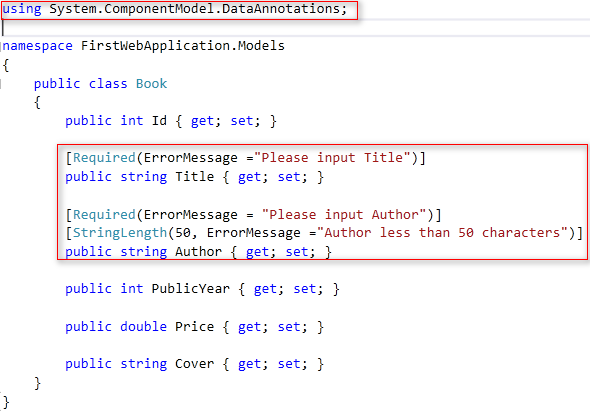 using System.ComponentModel.DataAnnotations;
namespace FirstWebApplication.Models
{
public class Book
{
public int Id { get; set; }
[Required(ErrorMessage ="Please input Title")]
public string Title { get; set; }
[Required(ErrorMessage = "Please input Author")]
[StringLength(50, ErrorMessage ="Author less than 50 characters")]
public string Author { get; set; }
public int PublicYear { get; set; }
public double Price { get; set; }
public string Cover { get; set; }
}
}